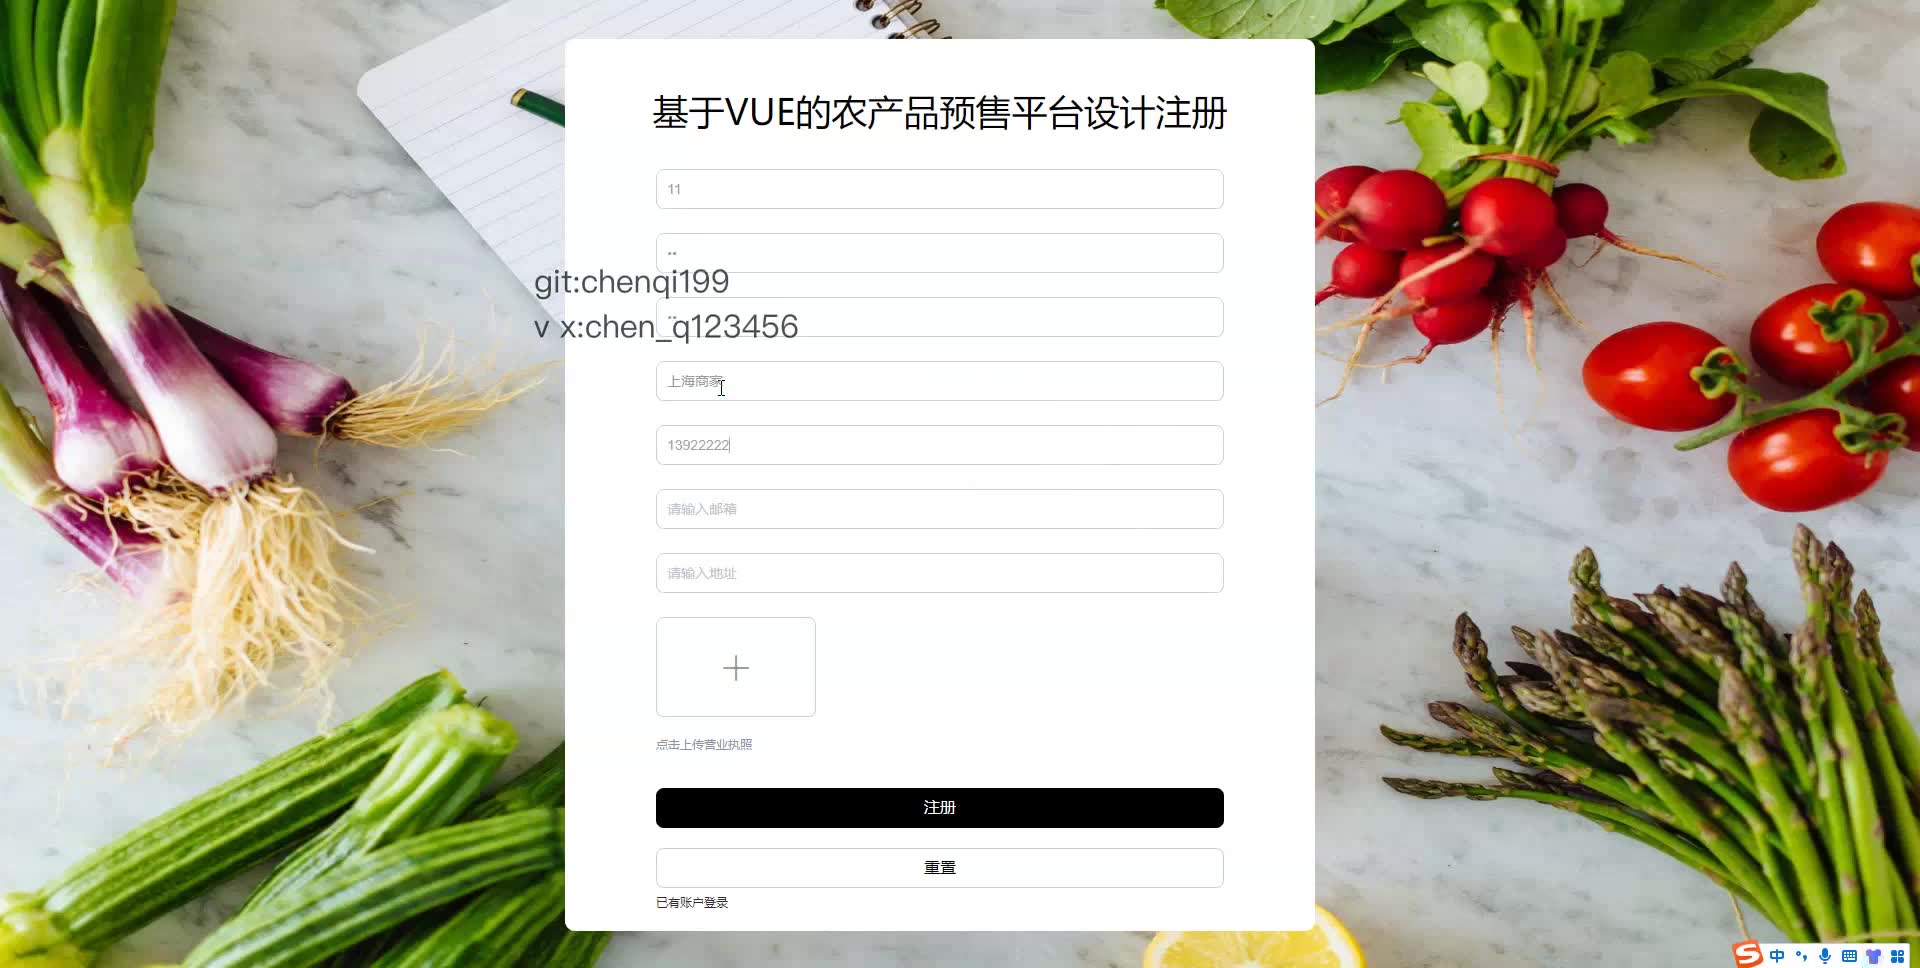 基于VUE的农产品预售平台设计注册
11
••
git:chenqi199
••
v x:chen_q123456
上海商家
13922222
请输入邮箱
请输入地址
点击上传营业执照
注册
重置
已有账户登录
中